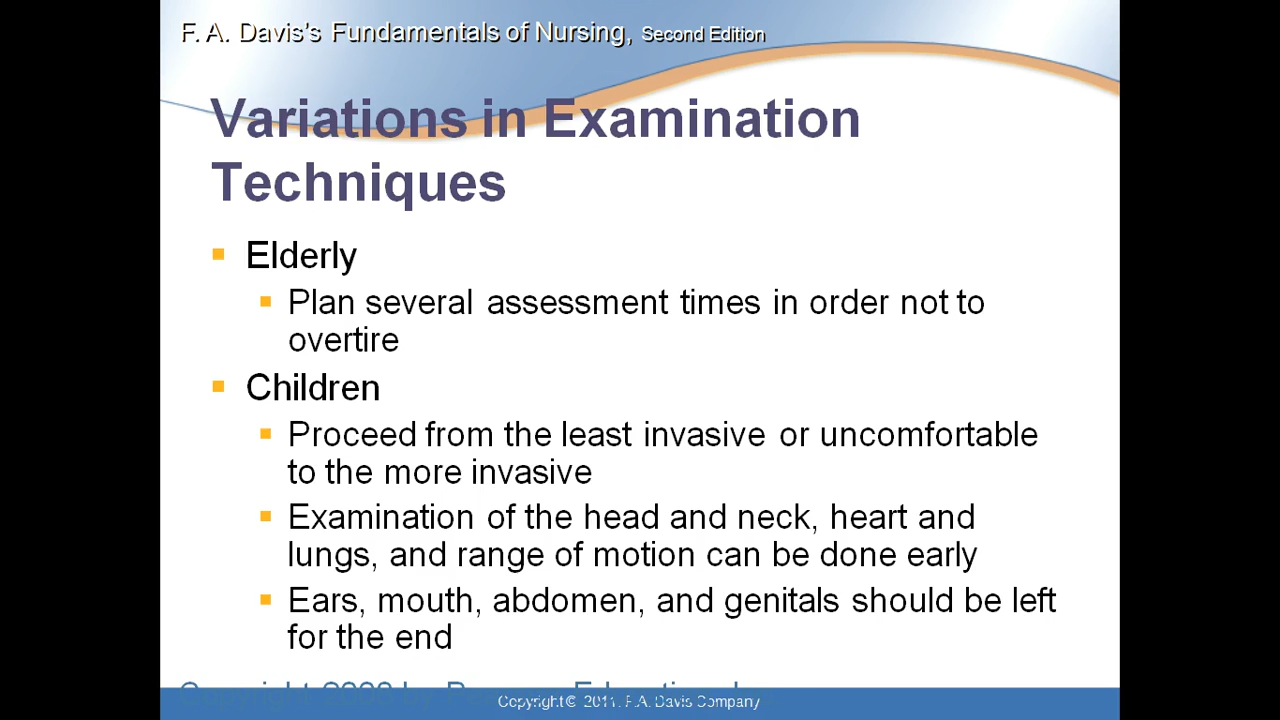 F. A. Davis's Fundamentals of Nursing, Second Edition
Variations in Examination
Techniques
Elderly
Plan several assessment times in order not to
overtire
Children
Proceed from the least invasive or uncomfortable
to the more invasive
Examination of the head and neck, heart and
lungs, and range of motion can be done early
Ears, mouth, abdomen, and genitals should be left
for the end
Copyright © 2011. F.A. Davis Company